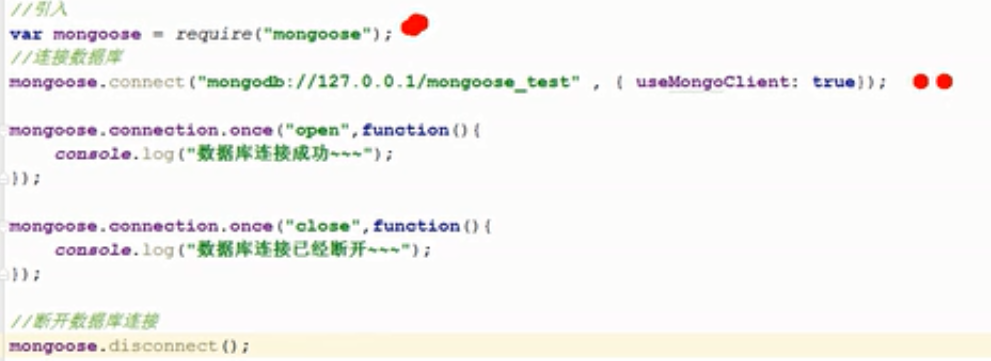 //引入
var mongoose = require("mongoose");
//连接数据库
mongoose.connect("mongodb://127.0.0.1/mongoose_test" , { useMongoClient: true});
mongoose.connection.once("open",function(){
console.log("数据库连接成功~~~");
});
mongoose.connection.once("close",function(){
console.log("数据库连接已经断开~~~");
});
//断开数据库连接
mongoose.disconnect();